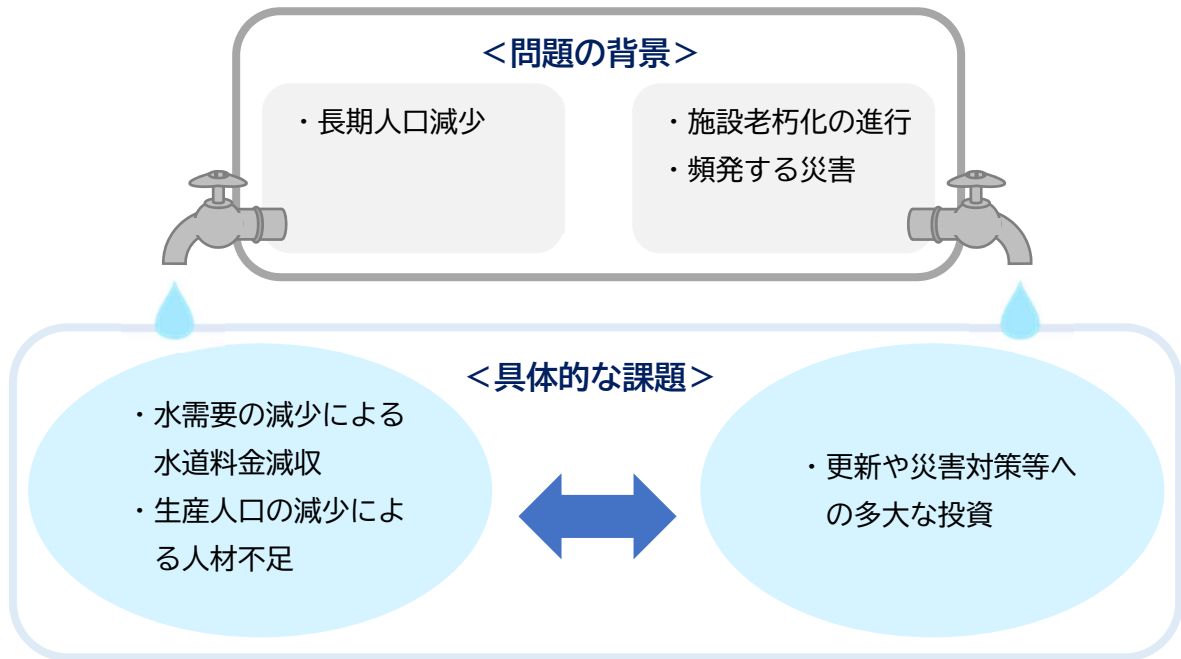 ＜問題の背景＞
・長期人口減少
・施設老朽化の進行
・頻発する災害
＜具体的な課題＞
・水需要の減少による
水道料金減収
・生産人口の減少によ
る人材不足
・更新や災害対策等へ
の多大な投資